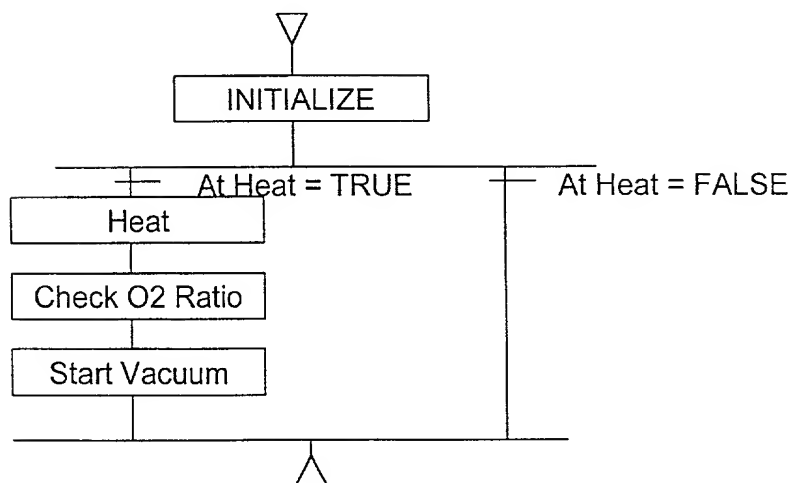 INITIALIZE
At Heat = TRUE
At Heat = FALSE
Heat
Check O2 Ratio
Start Vacuum